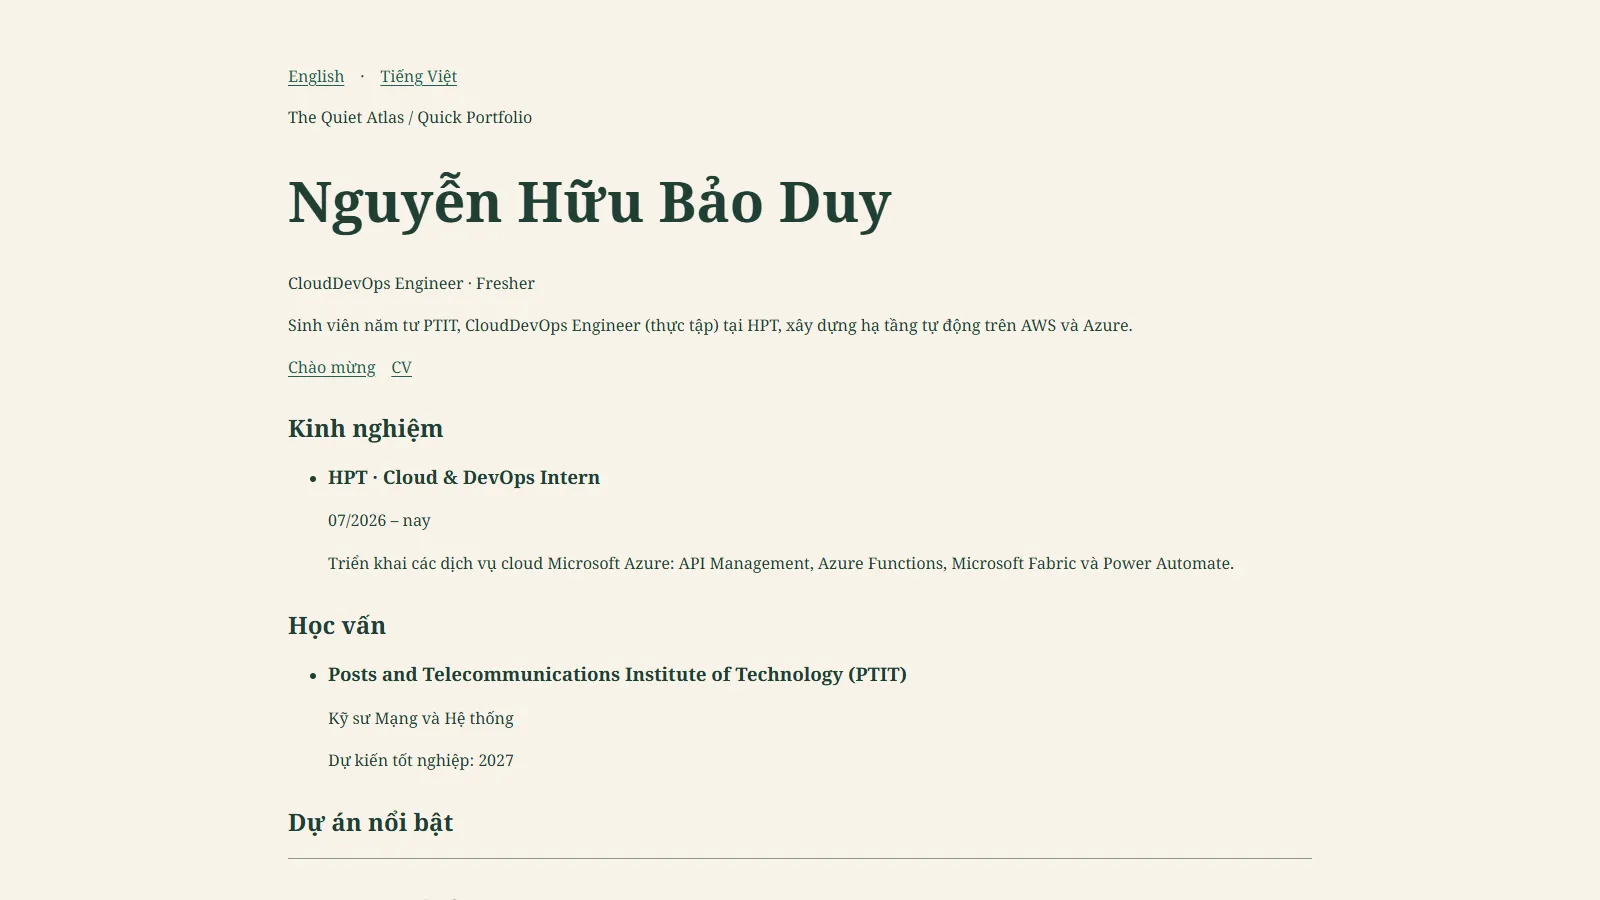 English · Tiếng Việt
The Quiet Atlas / Quick Portfolio
Nguyễn Hữu Bảo Duy
CloudDevOps Engineer · Fresher
Sinh viên năm tư PTIT, CloudDevOps Engineer (thực tập) tại HPT, xây dựng hạ tầng tự động trên AWS và Azure.
Chào mừng CV
Kinh nghiệm
• HPT · Cloud & DevOps Intern
07/2026 – nay
Triển khai các dịch vụ cloud Microsoft Azure: API Management, Azure Functions, Microsoft Fabric và Power Automate.
Học vấn
• Posts and Telecommunications Institute of Technology (PTIT)
Kỹ sư Mạng và Hệ thống
Dự kiến tốt nghiệp: 2027
Dự án nổi bật